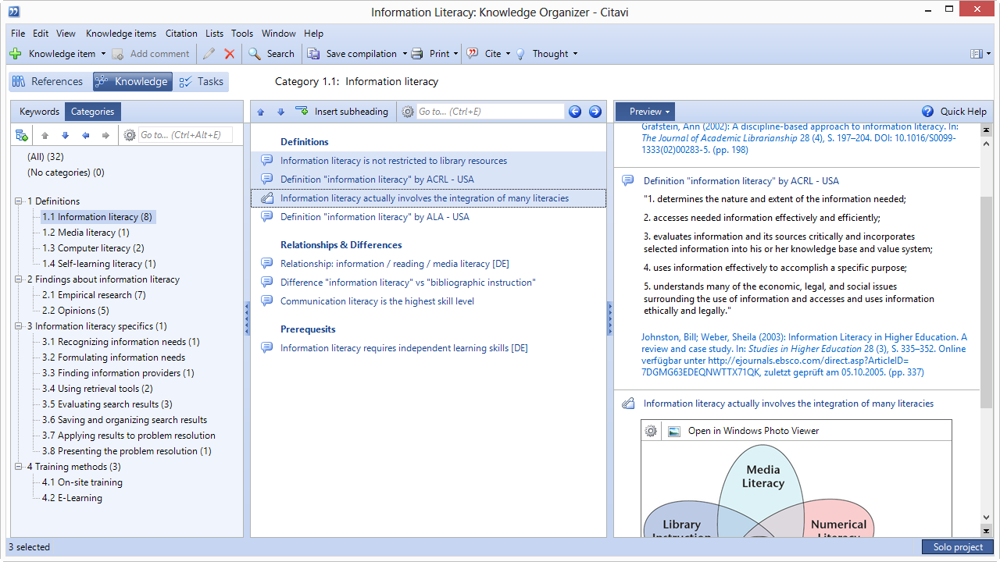 Information Literacy: Knowledge Organizer - Citavi
File Edit View Knowledge items Citation Lists Tools Window Help
Knowledge item Add comment Search Save compilation Print Cite Thought
References Knowledge Tasks Category 1.1: Information literacy
Keywords Categories
Go to... (Ctrl+Alt+E)
(All) (32)
(No categories) (0)
1 Definitions
1.1 Information literacy (8)
1.2 Media literacy (1)
1.3 Computer literacy (2)
1.4 Self-learning literacy (1)
2 Findings about information literacy
2.1 Empirical research (7)
2.2 Opinions (5)
3 Information literacy specifics (1)
3.1 Recognizing information needs (1)
3.2 Formulating information needs
3.3 Finding information providers (1)
3.4 Using retrieval tools (2)
3.5 Evaluating search results (3)
3.6 Saving and organizing search results
3.7 Applying results to problem resolution
3.8 Presenting the problem resolution (1)
4 Training methods (3)
4.1 On-site training
4.2 E-Learning
Insert subheading Go to... (Ctrl+E)
Definitions
Information literacy is not restricted to library resources
Definition "information literacy" by ACRL - USA
Information literacy actually involves the integration of many literacies
Definition "information literacy" by ALA - USA
Relationships & Differences
Relationship: information / reading / media literacy [DE]
Difference "information literacy" vs "bibliographic instruction"
Communication literacy is the highest skill level
Prerequesits
Information literacy requires independent learning skills [DE]
Preview Quick Help
Grafstein, Ann (2002): A discipline-based approach to information literacy. In:
The Journal of Academic Librarianship 28 (4), S. 197–204. DOI: 10.1016/S0099-
1333(02)00283-5. (pp. 198)
Definition "information literacy" by ACRL - USA
"1. determines the nature and extent of the information needed;
2. accesses needed information effectively and efficiently;
3. evaluates information and its sources critically and incorporates
selected information into his or her knowledge base and value system;
4. uses information effectively to accomplish a specific purpose;
5. understands many of the economic, legal, and social issues
surrounding the use of information and accesses and uses information
ethically and legally."
Johnston, Bill; Weber, Sheila (2003): Information Literacy in Higher Education. A
review and case study. In: Studies in Higher Education 28 (3), S. 335–352. Online
verfügbar unter http://ejournals.ebsco.com/direct.asp?ArticleID=
7DGMG63EDEQNWTTX71QK, zuletzt geprüft am 05.10.2005. (pp. 337)
Information literacy actually involves the integration of many literacies
Open in Windows Photo Viewer
Media
Literacy
Library
Instruction
Numerical
Literacy
3 selected
Solo project